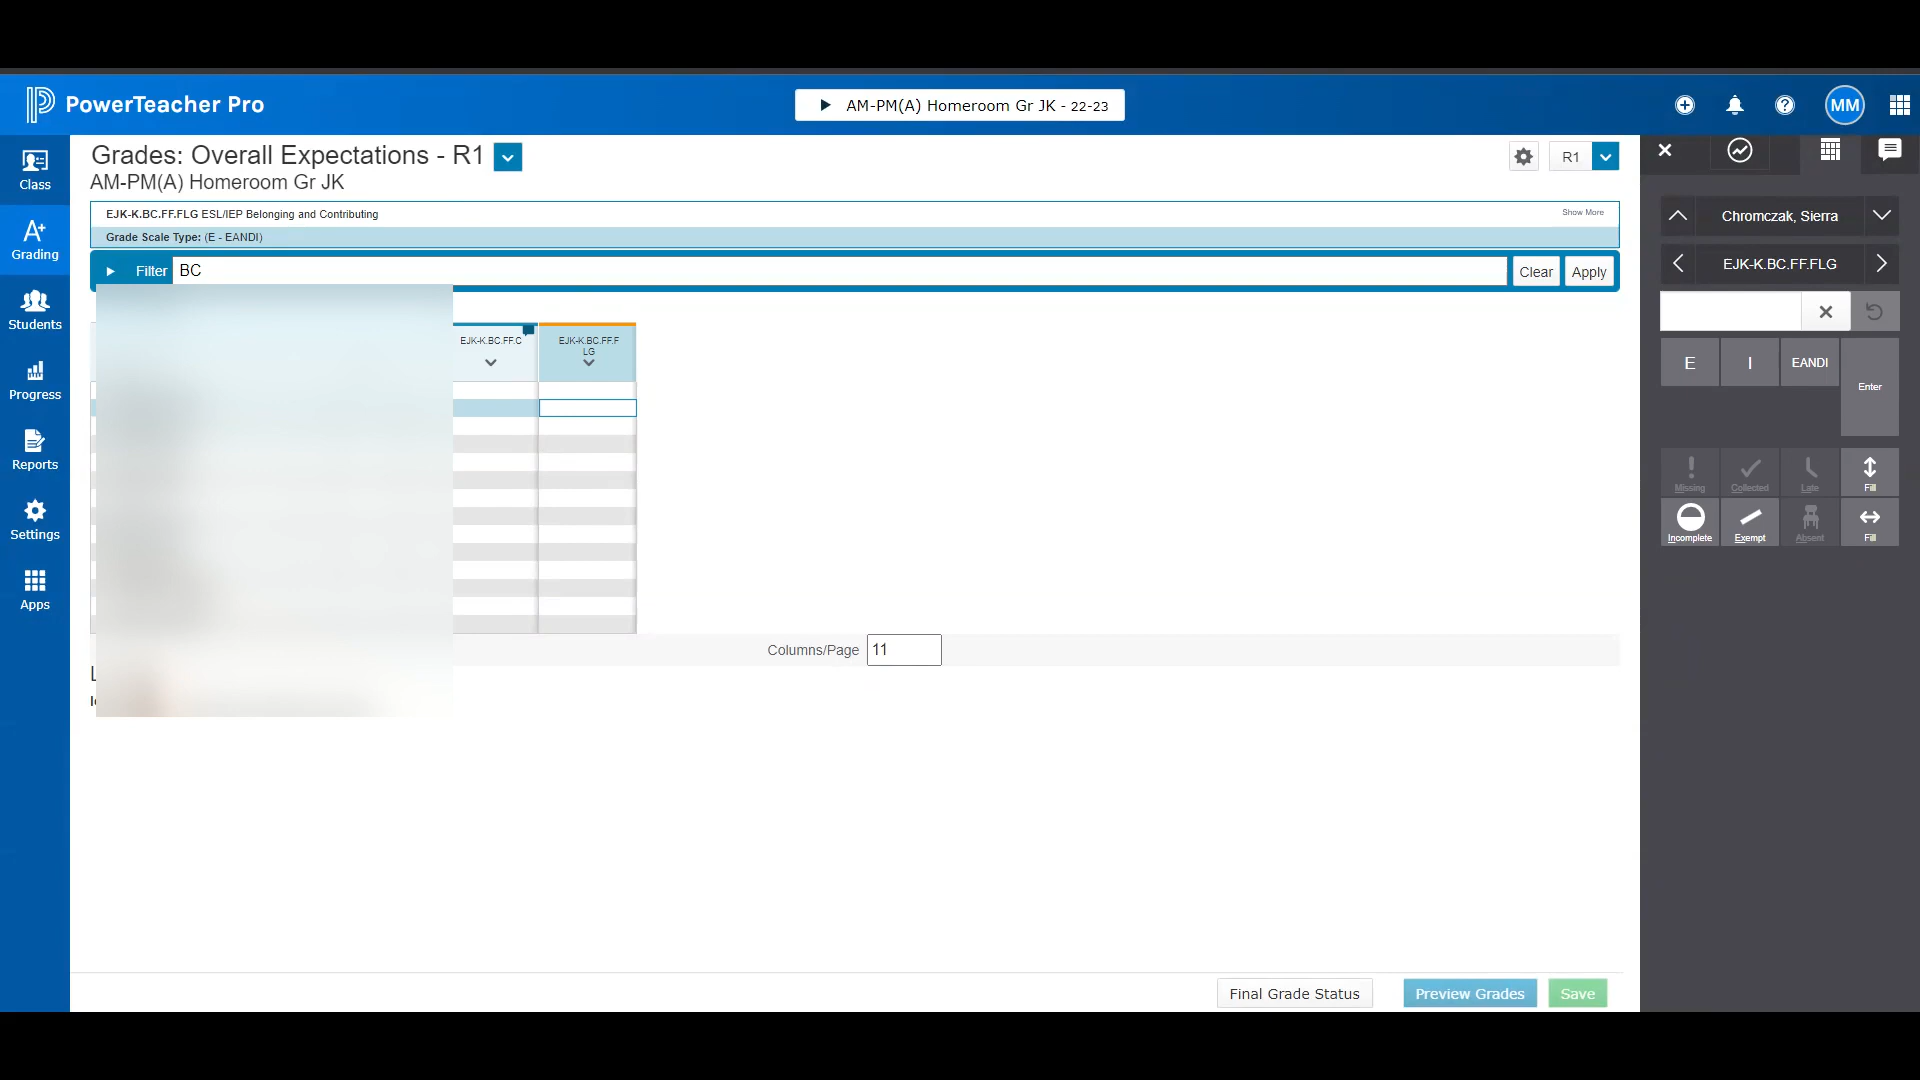 PowerTeacher Pro
AM-PM(A) Homeroom Gr JK - 22-23
MM
Class
Grading
Students
Progress
Reports
Settings
Apps
Grades: Overall Expectations - R1
AM-PM(A) Homeroom Gr JK
R1
EJK-K.BC.FF.FLG ESL/IEP Belonging and Contributing
Show More
Grade Scale Type: (E - EANDI)
Filter BC
Clear
Apply
EJK-K.BC.FF.C
EJK-K.BC.FF.F
LG
Columns/Page 11
Final Grade Status
Preview Grades
Save
Chromczak, Sierra
EJK-K.BC.FF.FLG
E
I
EANDI
Enter
Missing
Collected
Late
Fill
Incomplete
Exempt
Absent
Fill